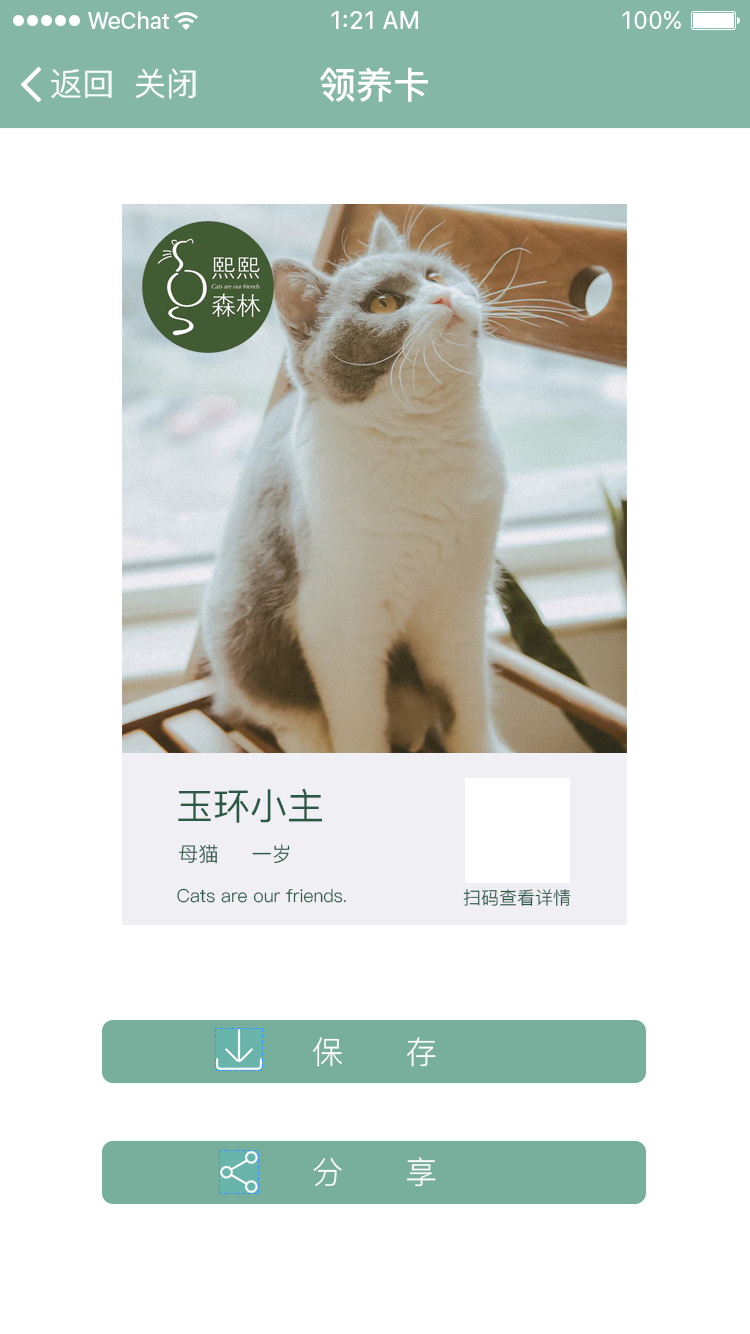 WeChat 1:21 AM 100%
返回 关闭 领养卡
熙熙
Cats are our friends
森林
玉环小主
母猫 一岁
Cats are our friends.
扫码查看详情
保 存
分 享